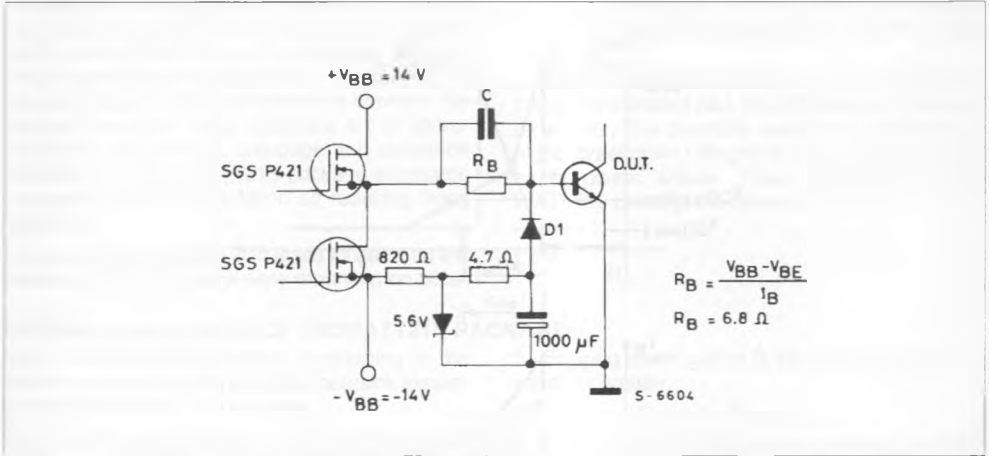 +VBB = 14 V
C
SGS P421
RB
D.U.T.
D1
SGS P421
820 Ω
4.7 Ω
RB = VBB-VBE
IB
RB = 6.8 Ω
5.6V
1000 μF
-VBB=-14V
S-6604